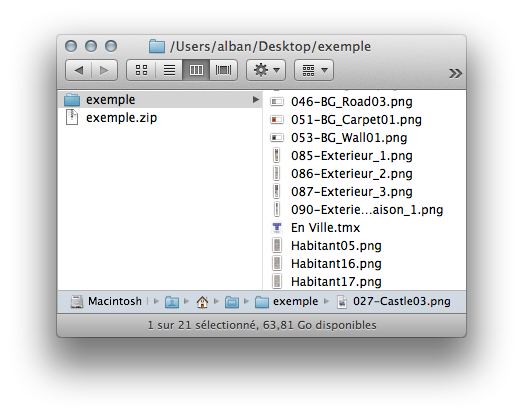 /Users/alban/Desktop/exemple
exemple
exemple.zip
046-BG_Road03.png
051-BG_Carpet01.png
053-BG_Wall01.png
085-Exterieur_1.png
086-Exterieur_2.png
087-Exterieur_3.png
090-Exterie...aison_1.png
En Ville.tmx
Habitant05.png
Habitant16.png
Habitant17.png
Macintosh exemple 027-Castle03.png
1 sur 21 sélectionné, 63,81 Go disponibles